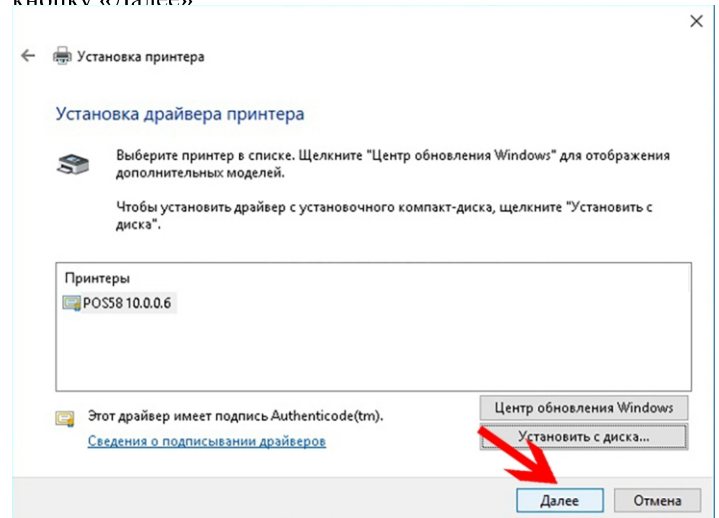 кнопку «Далее»
Установка принтера
Установка драйвера принтера
Выберите принтер в списке. Щелкните "Центр обновления Windows" для отображения
дополнительных моделей.
Чтобы установить драйвер с установочного компакт-диска, щелкните "Установить с
диска".
Принтеры
POS58 10.0.0.6
Этот драйвер имеет подпись Authenticode(tm).
Сведения о подписывании драйверов
Центр обновления Windows
Установить с диска...
Далее
Отмена